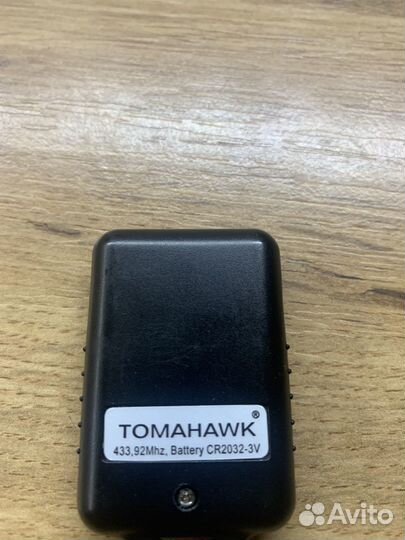 TOMAHAWK®
433,92Mhz, Battery CR2032-3V
Avito